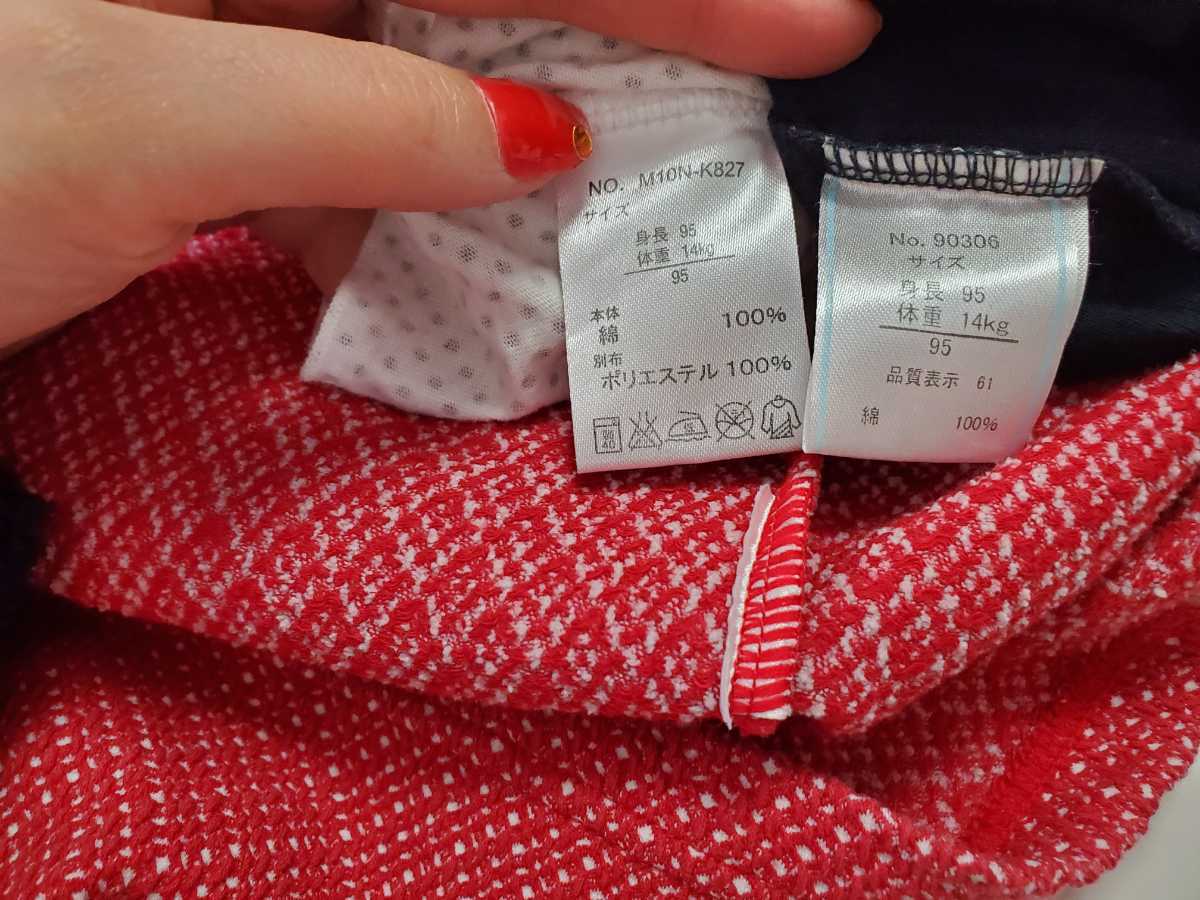 NO. M10N-K827
サイズ
身長 95
体重 14kg
95
本体
綿 100%
別布
ポリエステル 100%
No. 90306
サイズ
身長 95
体重 14kg
95
品質表示 61
綿 100%